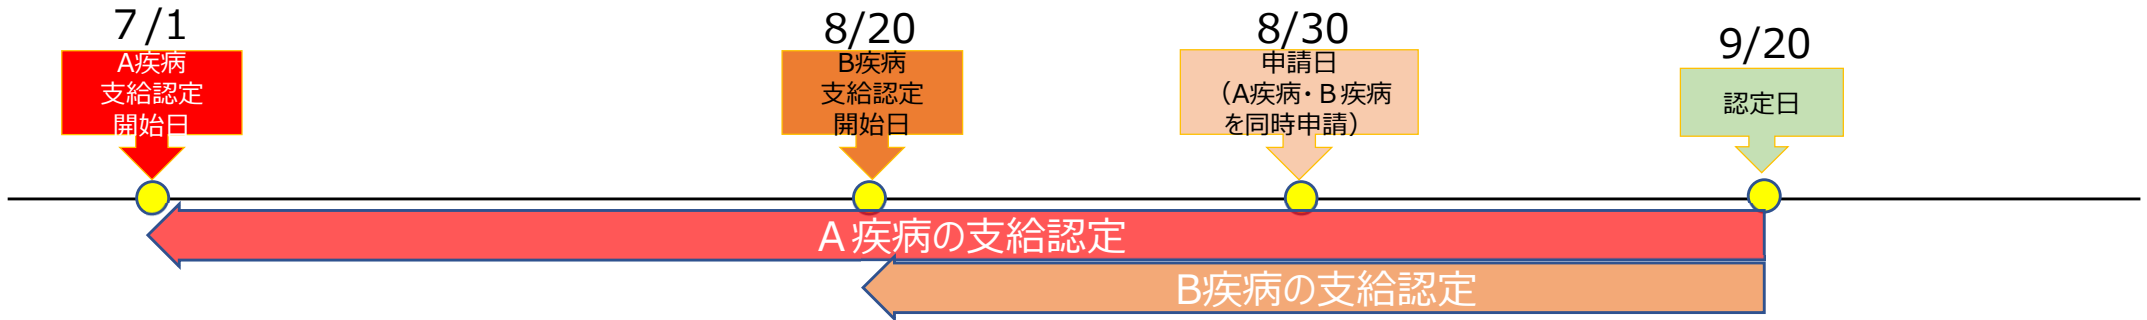 7/1
A疾病
支給認定
開始日
8/20
B疾病
支給認定
開始日
8/30
申請日
（A疾病・B疾病
を同時申請）
9/20
認定日
A疾病の支給認定
B疾病の支給認定